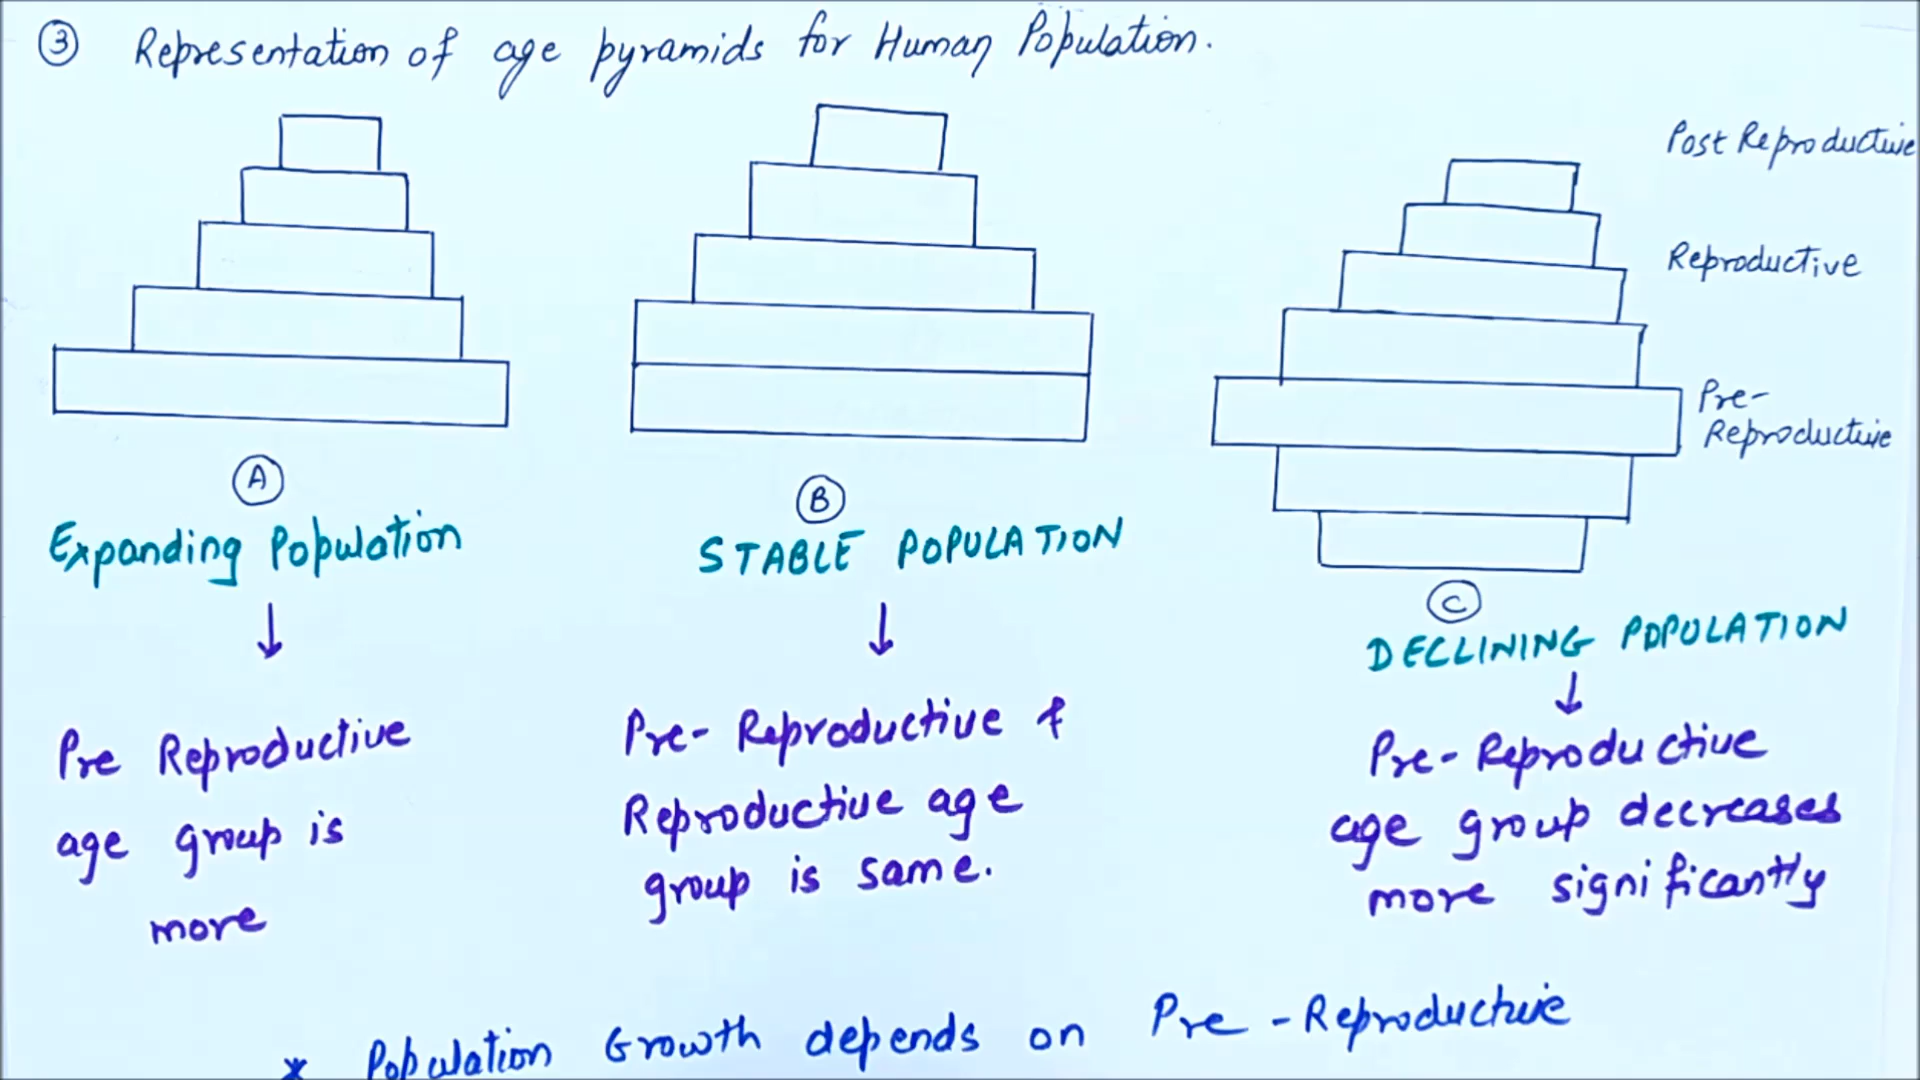 ③ Representation of age pyramids for Human Population.
Post Reproductive
Reproductive
Pre-
Reproductive
A
Expanding Population
↓
Pre Reproductive
age group is
more
B
STABLE POPULATION
↓
Pre-Reproductive &
Reproductive age
group is same.
C
DECLINING POPULATION
↓
Pre-Reproductive
age group decreases
more significantly
* Population Growth depends on Pre-Reproductive